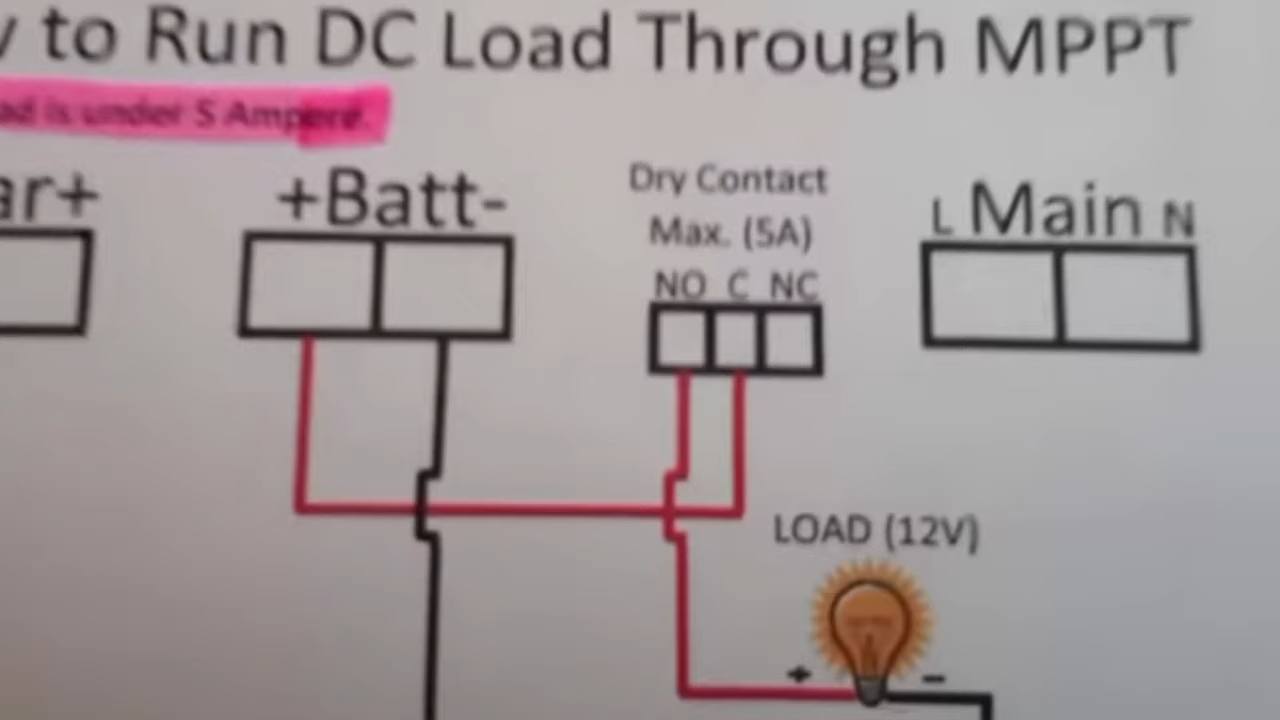 to Run DC Load Through MPPT
is under 5 Ampere.
+Batt-
Dry Contact
Max. (5A)
NO C NC
L Main N
LOAD (12V)
+ -